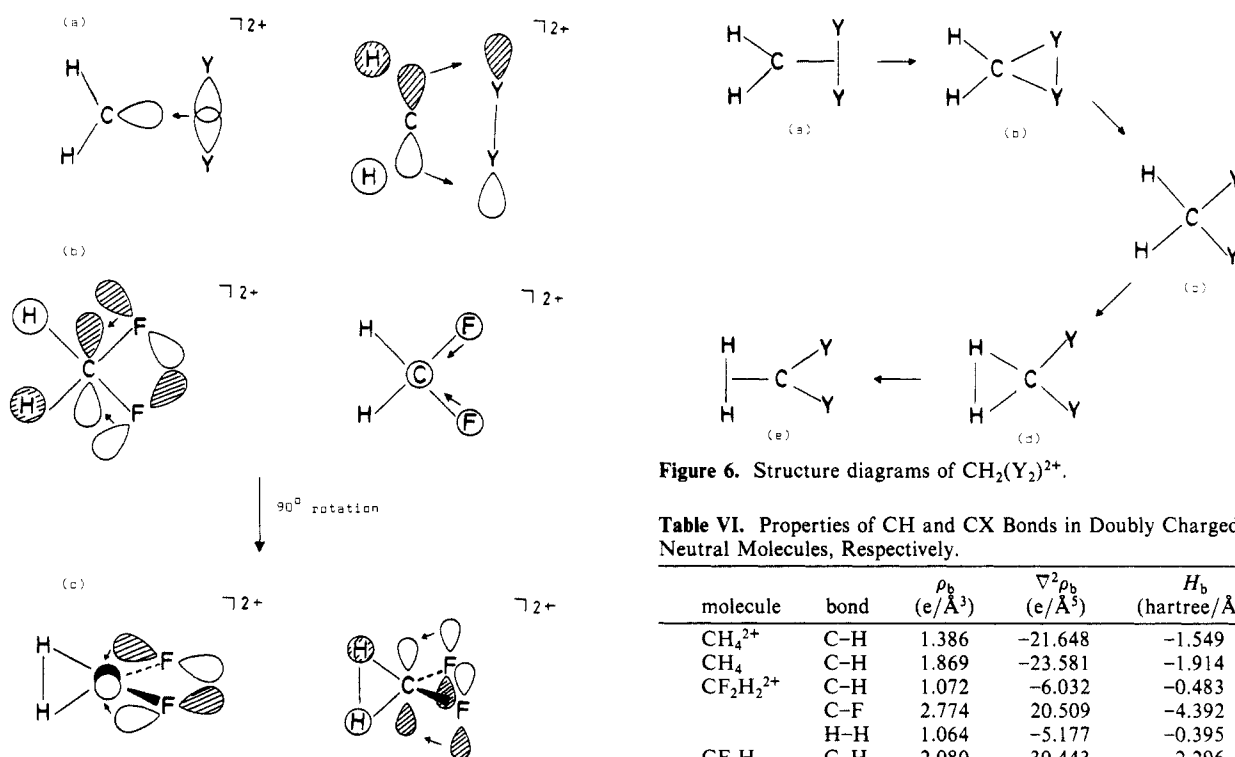 (a)
H
H
C
Y
Y
⌝2+
H
H
C
Y
Y
⌝2+
(b)
H
H
C
F
F
⌝2+
H
H
C
F
F
⌝2+
90° rotation
(c)
H
H
F
F
⌝2+
H
H
C
F
F
⌝2+
H
H
C
Y
Y
(a)
H
H
C
Y
Y
(b)
H
H
C
Y
Y
(c)
H
H
C
Y
Y
(d)
H
H
C
Y
Y
(e)
Figure 6. Structure diagrams of CH₂(Y₂)²⁺.
Table VI. Properties of CH and CX Bonds in Doubly Charged
Neutral Molecules, Respectively.
molecule bond ρb (e/Å³) ∇²ρb (e/Å⁵) Hb (hartree/Å
CH₄²⁺ C–H 1.386 −21.648 −1.549
CH₄ C–H 1.869 −23.581 −1.914
CF₂H₂²⁺ C–H 1.072 −6.032 −0.483
C–F 2.774 20.509 −4.392
H–H 1.064 −5.177 −0.395